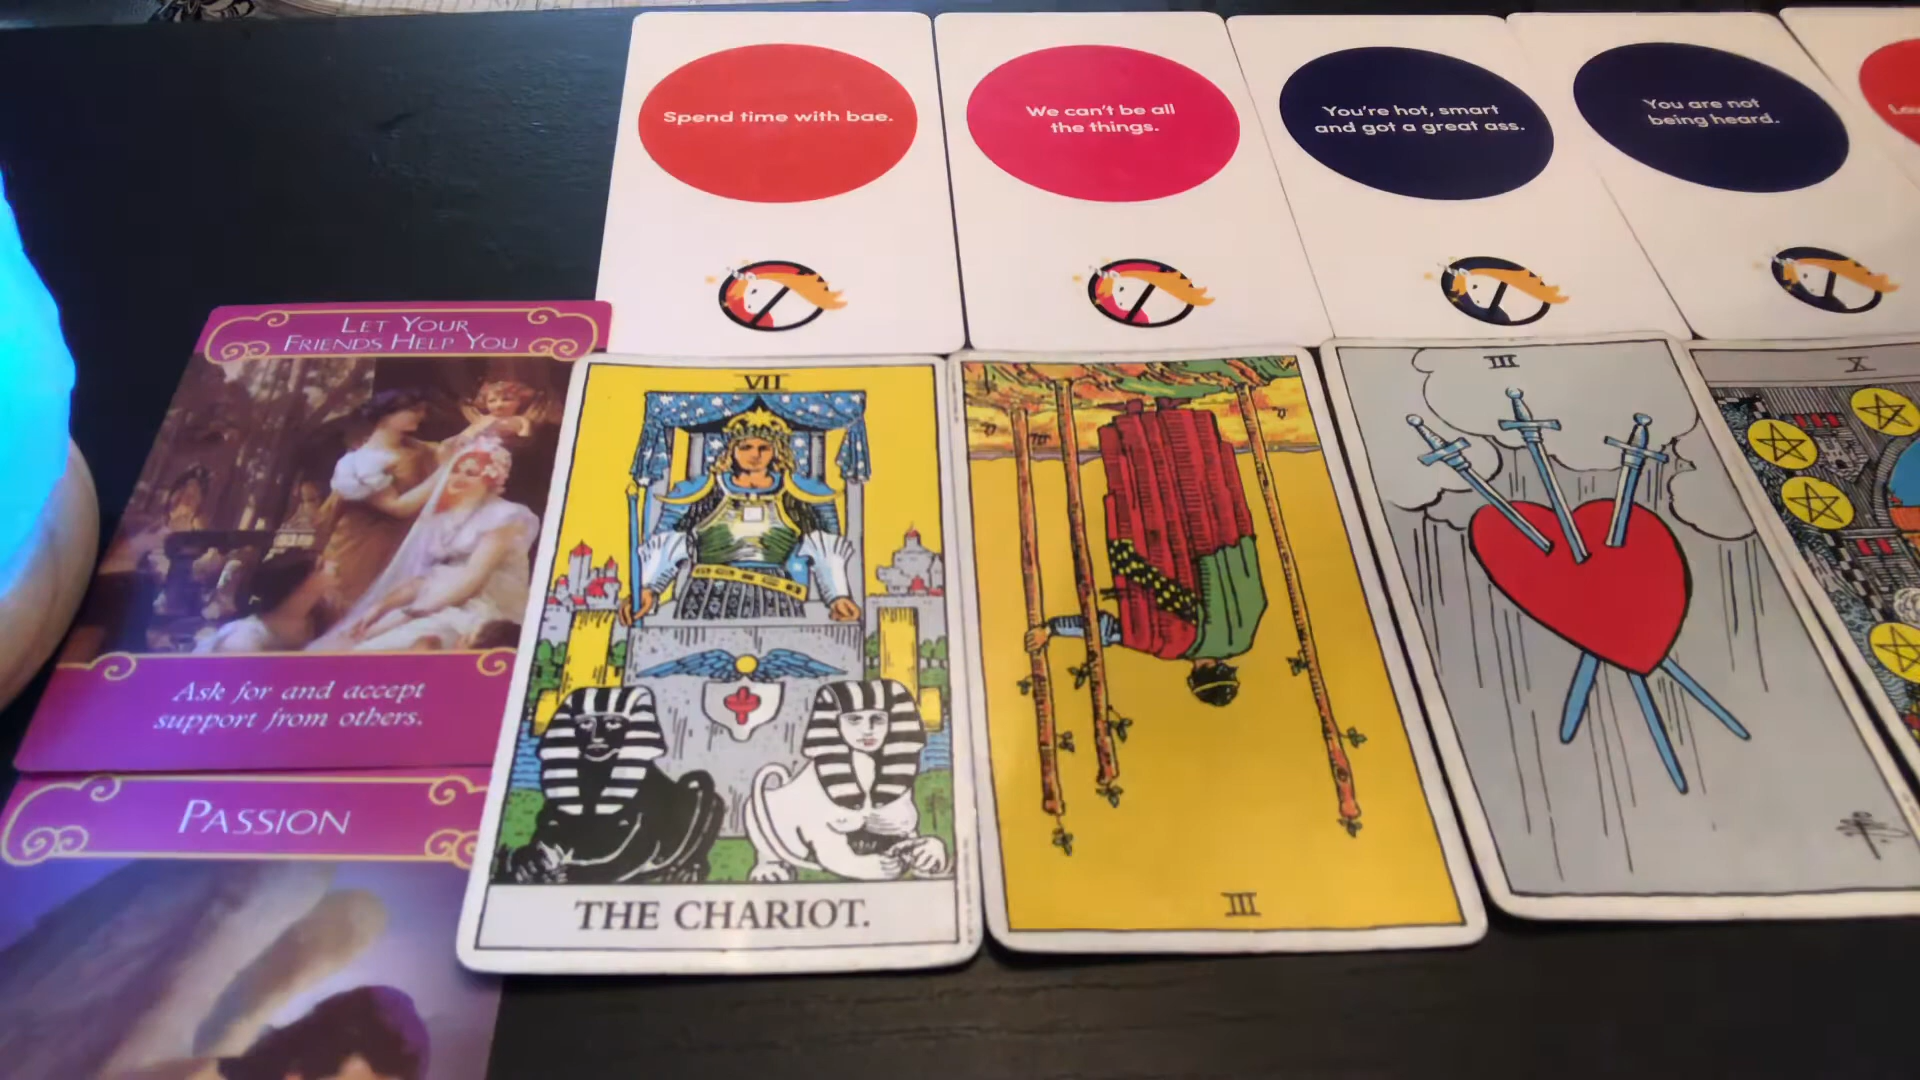 Spend time with bae.
We can't be all
the things.
You're hot, smart
and got a great ass.
You are not
being heard.
LET YOUR
FRIENDS HELP YOU
Ask for and accept
support from others.
PASSION
VII
THE CHARIOT.
III
III
X